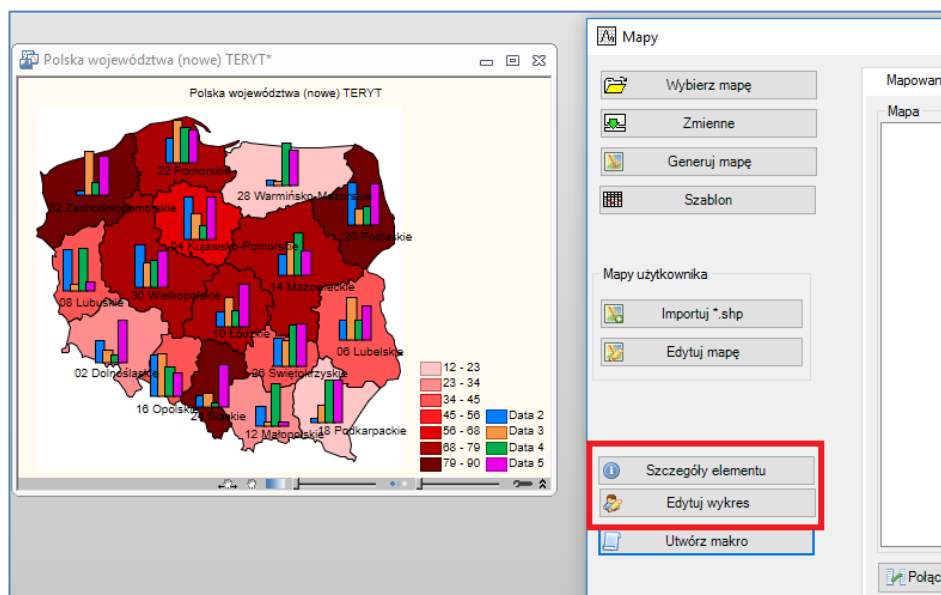 Polska województwa (nowe) TERYT*
Polska województwa (nowe) TERYT
22 Pomorskie
28 Warmińsko-Mazurskie
32 Zachodniopomorskie
20 Podlaskie
04 Kujawsko-Pomorskie
14 Mazowieckie
08 Lubuskie
30 Wielkopolskie
10 Łódzkie
06 Lubelskie
02 Dolnośląskie
26 Świętokrzyskie
16 Opolskie
24 Śląskie
12 Małopolskie
18 Podkarpackie
12 - 23
23 - 34
34 - 45
45 - 56 Data 2
56 - 68 Data 3
68 - 79 Data 4
79 - 90 Data 5
Mapy
Wybierz mapę
Zmienne
Generuj mapę
Szablon
Mapy użytkownika
Importuj *.shp
Edytuj mapę
Szczegóły elementu
Edytuj wykres
Utwórz makro
Mapowan
Mapa
Połąc